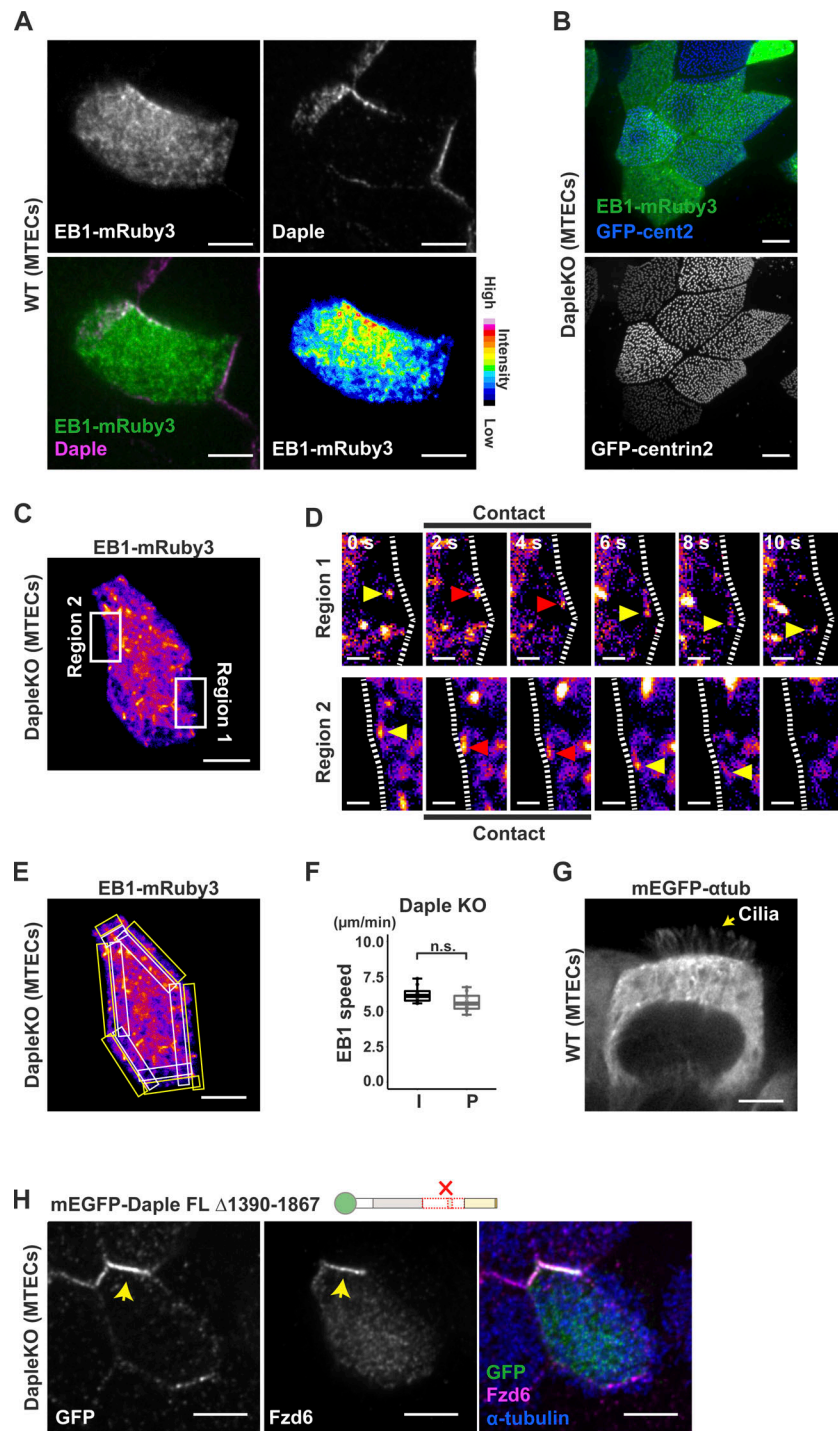 A
B
WT (MTECs)
EB1-mRuby3
Daple
EB1-mRuby3
Daple
EB1-mRuby3
High
Intensity
Low
DapleKO (MTECs)
EB1-mRuby3
GFP-cent2
GFP-centrin2
C
D
EB1-mRuby3
DapleKO (MTECs)
Region 2
Region 1
Contact
Region 1
0 s 2 s 4 s 6 s 8 s 10 s
Region 2
Contact
E
F
G
EB1-mRuby3
DapleKO (MTECs)
Daple KO
(µm/min)
EB1 speed
10.0
7.5
5.0
2.5
0.0
n.s.
I P
mEGFP-αtub
WT (MTECs)
Cilia
H
mEGFP-Daple FL Δ1390-1867
DapleKO (MTECs)
GFP
Fzd6
GFP
Fzd6
α-tubulin